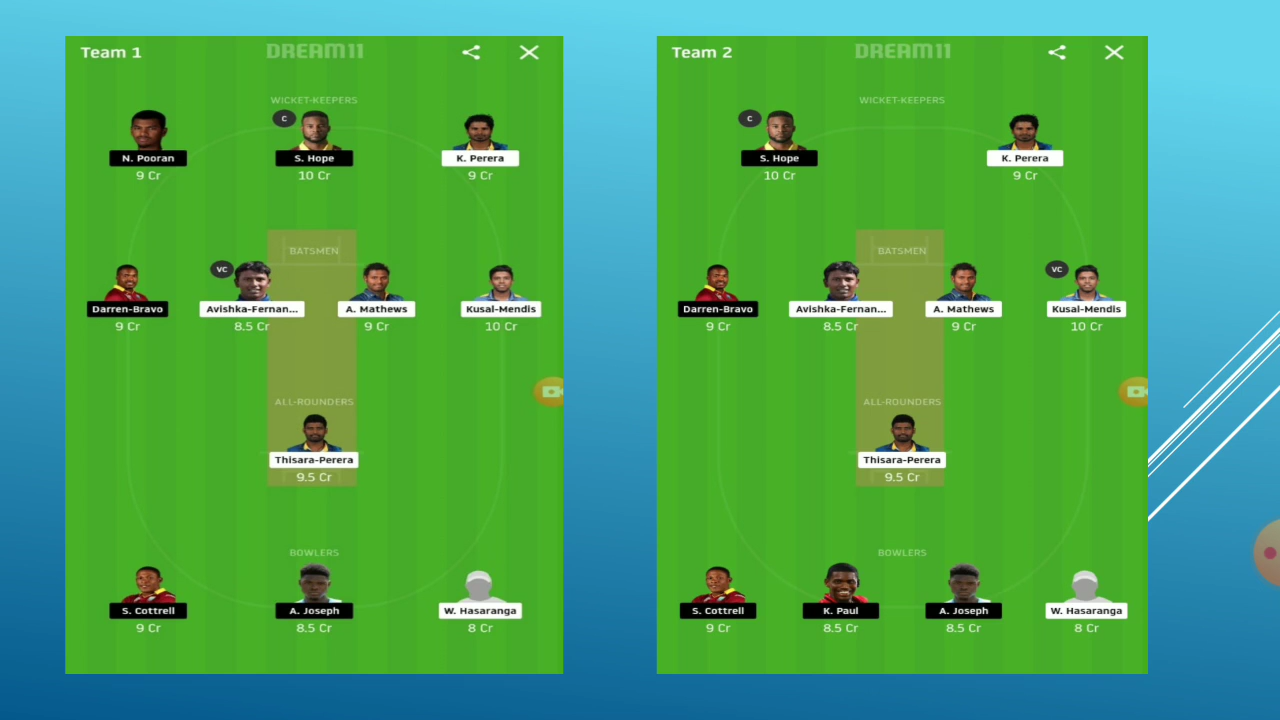 Team 1
DREAM11
WICKET-KEEPERS
C
N. Pooran
S. Hope
K. Perera
9 Cr
10 Cr
9 Cr
BATSMEN
VC
Darren-Bravo
Avishka-Fernan...
A. Mathews
Kusal-Mendis
9 Cr
8.5 Cr
9 Cr
10 Cr
ALL-ROUNDERS
Thisara-Perera
9.5 Cr
BOWLERS
S. Cottrell
A. Joseph
W. Hasaranga
9 Cr
8.5 Cr
8 Cr
Team 2
DREAM11
WICKET-KEEPERS
C
S. Hope
K. Perera
10 Cr
9 Cr
BATSMEN
VC
Darren-Bravo
Avishka-Fernan...
A. Mathews
Kusal-Mendis
9 Cr
8.5 Cr
9 Cr
10 Cr
ALL-ROUNDERS
Thisara-Perera
9.5 Cr
BOWLERS
S. Cottrell
K. Paul
A. Joseph
W. Hasaranga
9 Cr
8.5 Cr
8.5 Cr
8 Cr